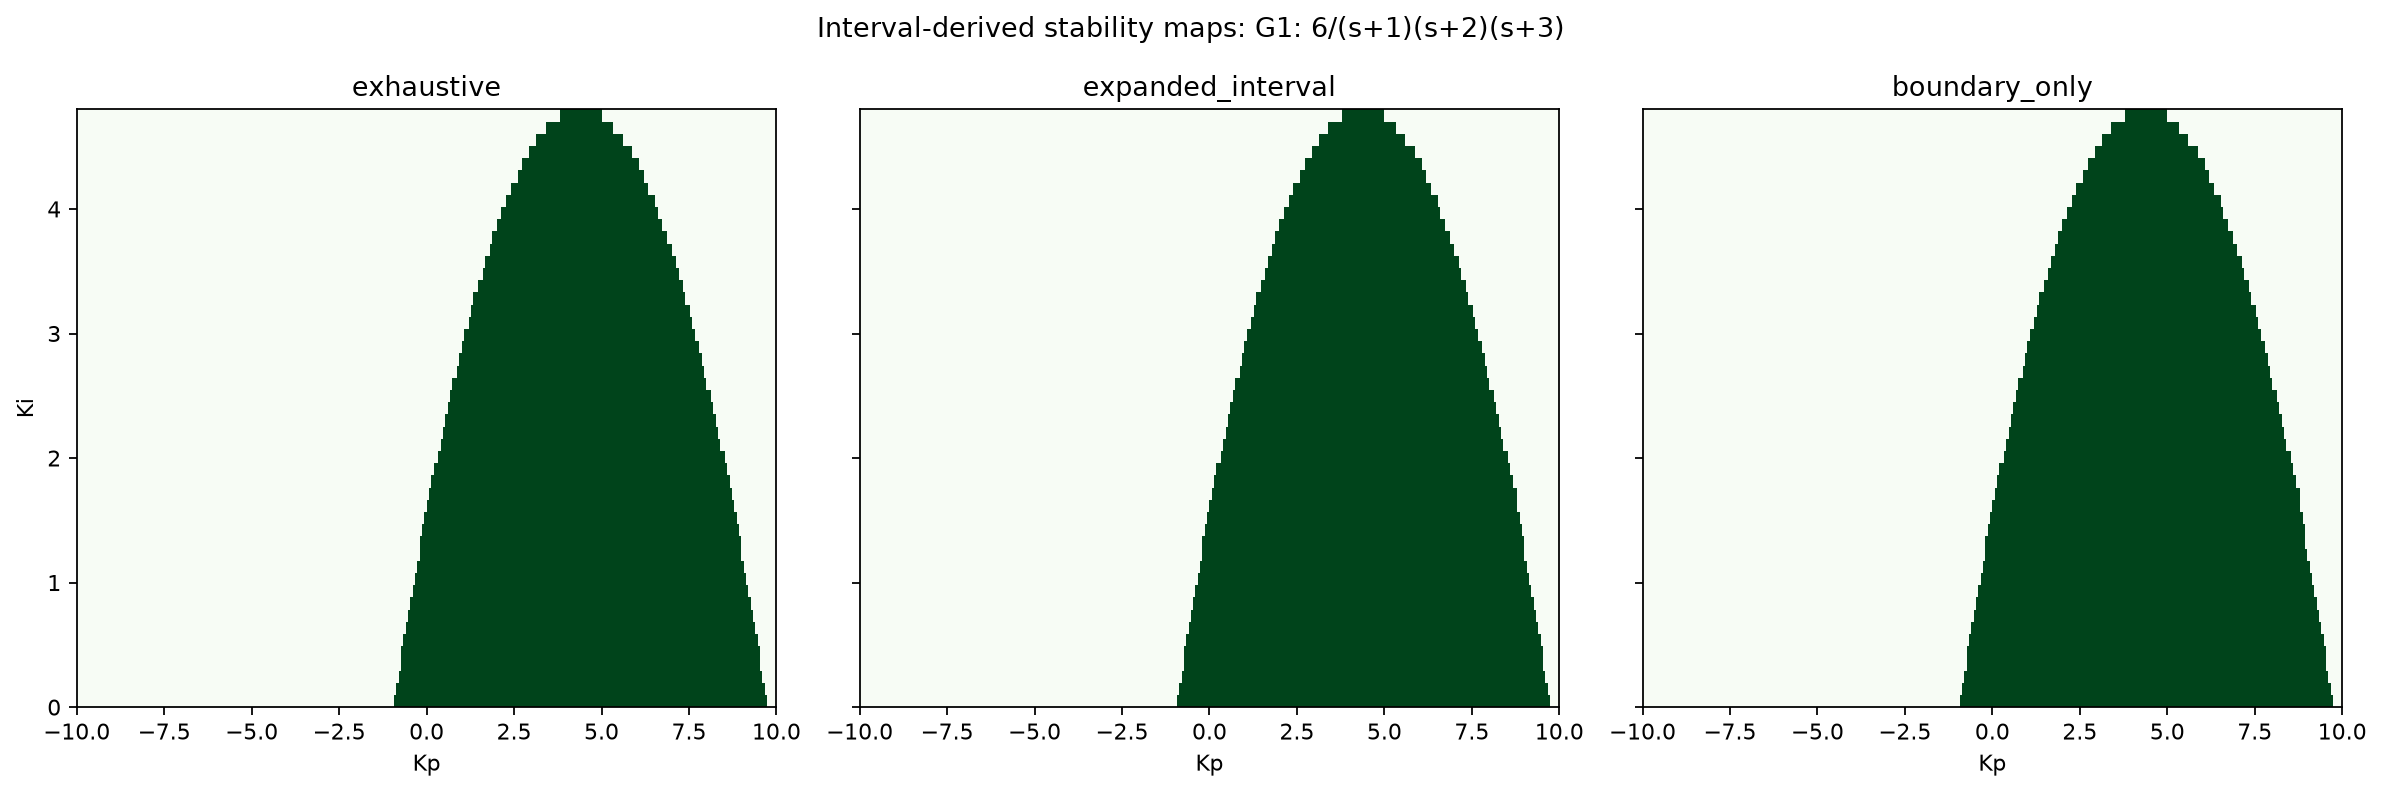 Interval-derived stability maps: G1: 6/(s+1)(s+2)(s+3)
exhaustive
expanded_interval
boundary_only
Ki
4
3
2
1
0
−10.0 −7.5 −5.0 −2.5 0.0 2.5 5.0 7.5 10.0
−10.0 −7.5 −5.0 −2.5 0.0 2.5 5.0 7.5 10.0
−10.0 −7.5 −5.0 −2.5 0.0 2.5 5.0 7.5 10.0
Kp
Kp
Kp